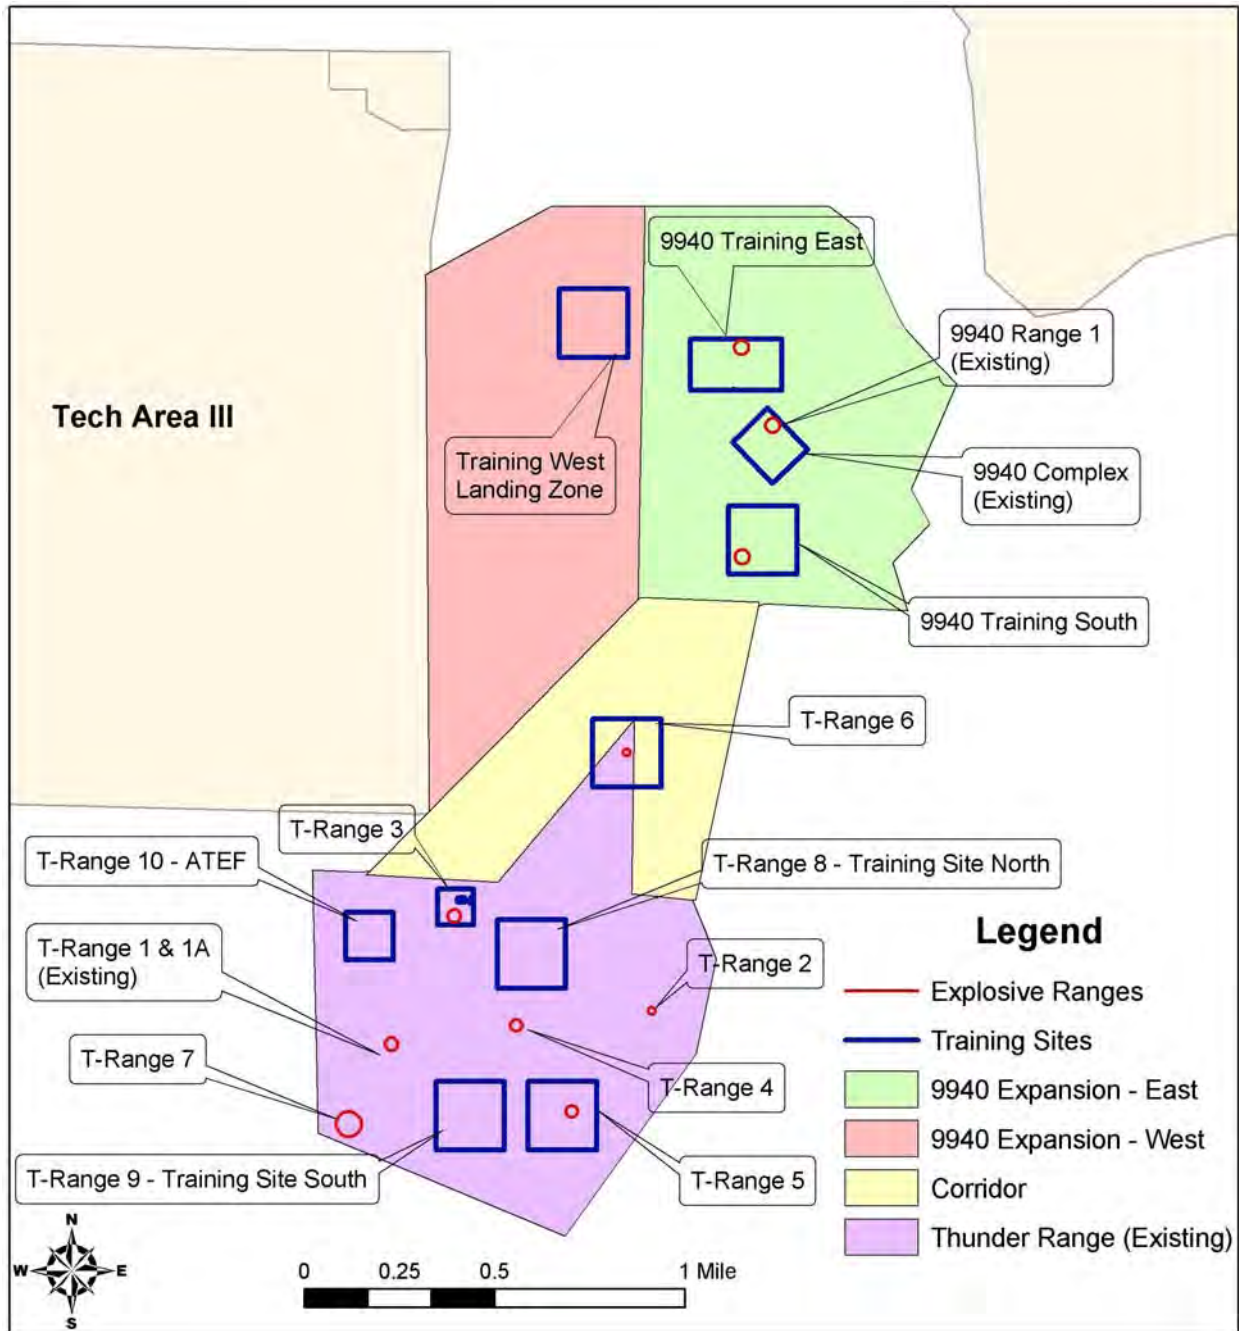 9940 Training East
9940 Range 1
(Existing)
Tech Area III
Training West
Landing Zone
9940 Complex
(Existing)
9940 Training South
T-Range 6
T-Range 3
T-Range 10 - ATEF
T-Range 8 - Training Site North
T-Range 1 & 1A
(Existing)
T-Range 2
T-Range 7
T-Range 4
T-Range 9 - Training Site South
T-Range 5
Legend
Explosive Ranges
Training Sites
9940 Expansion - East
9940 Expansion - West
Corridor
Thunder Range (Existing)
N
W E
S
0 0.25 0.5 1 Mile